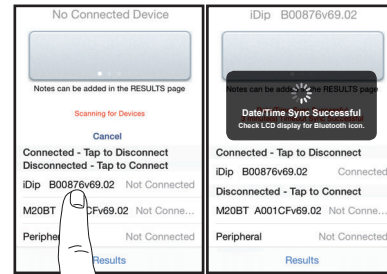 No Connected Device
Notes can be added in the RESULTS page
Scanning for Devices
Cancel
Connected - Tap to Disconnect
Disconnected - Tap to Connect
iDip B00876v69.02 Not Connected
M20BT CFv69.02 Not Conne...
Peripher Not Connected
Results
iDip B00876v69.02
Notes can be added in the RESULTS page
Date/Time Sync Successful
Check LCD display for Bluetooth icon.
Connected - Tap to Disconnect
iDip B00876v69.02 Connected
Disconnected - Tap to Connect
M20BT A001CFv69.02 Not Conne...
Peripheral Not Connected
Results